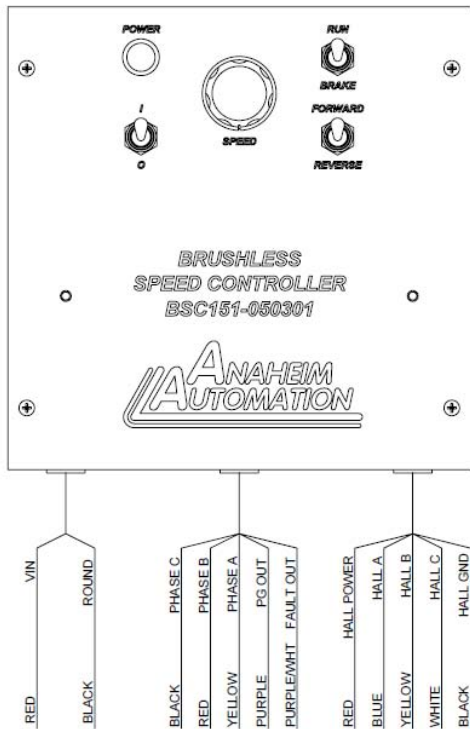 POWER
RUN
BRAKE
I
O
SPEED
FORWARD
REVERSE
BRUSHLESS
SPEED CONTROLLER
BSC151-050301
ANAHEIM
AUTOMATION
VIN
ROUND
PHASE C
PHASE B
PHASE A
PG OUT
FAULT OUT
HALL POWER
HALL A
HALL B
HALL C
HALL GND
RED
BLACK
BLACK
RED
YELLOW
PURPLE
PURPLE/WHT
RED
BLUE
YELLOW
WHITE
BLACK